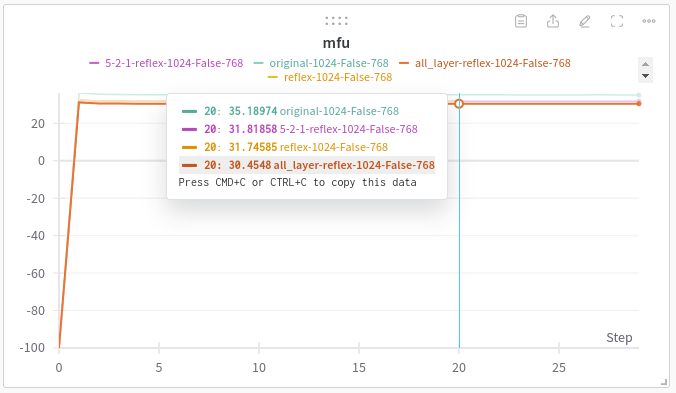 mfu
5-2-1-reflex-1024-False-768 original-1024-False-768 all_layer-reflex-1024-False-768
reflex-1024-False-768
20: 35.18974 original-1024-False-768
20: 31.81858 5-2-1-reflex-1024-False-768
20: 31.74585 reflex-1024-False-768
20: 30.4548 all_layer-reflex-1024-False-768
Press CMD+C or CTRL+C to copy this data
20
0
-20
-40
-60
-80
-100
Step
0 5 10 15 20 25